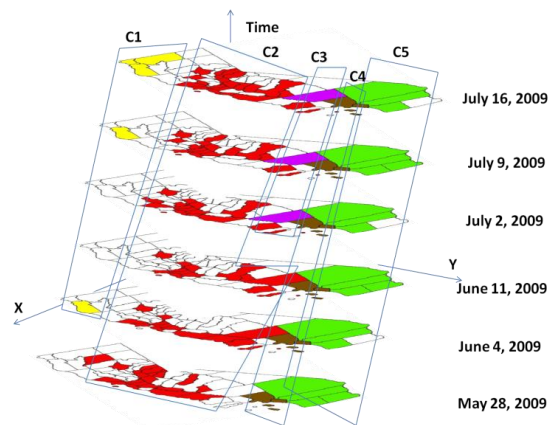 Time
C1
C2
C3
C4
C5
July 16, 2009
July 9, 2009
July 2, 2009
Y
June 11, 2009
X
June 4, 2009
May 28, 2009